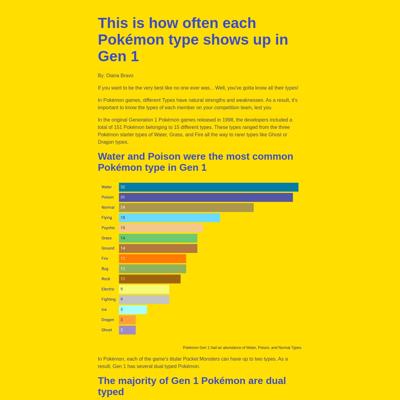 This is how often each
Pokémon type shows up in
Gen 1
By: Diana Bravo
If you want to be the very best like no one ever was... Well, you've gotta know all their types!
In Pokémon games, different Types have natural strengths and weaknesses. As a result, it's
important to know the types of each member on your competition team, lest you
In the original Generation 1 Pokémon games released in 1998, the developers included a
total of 151 Pokémon belonging to 15 different types. These types ranged from the three
Pokémon starter types of Water, Grass, and Fire all the way to rarer types like Ghost or
Dragon types.
Water and Poison were the most common
Pokémon type in Gen 1
Water 32
Poison
Normal 24
Flying 18
Psychic
Grass 14
Ground 14
Fire 12
Bug 12
Rock 11
Electric 9
Fighting
Ice 5
Dragon 3
Ghost 3
Pokémon Gen 1 had an abundance of Water, Poison, and Normal Types.
In Pokémon, each of the game's titular Pocket Monsters can have up to two types. As a
result, Gen 1 has several dual typed Pokémon.
The majority of Gen 1 Pokémon are dual
typed